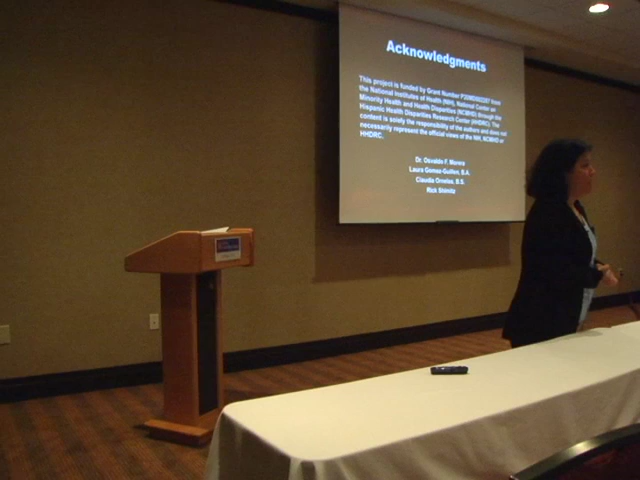 Acknowledgments
This project is funded by Grant Number P20MD002287 from
the National Institutes of Health (NIH), National Center on
Minority Health and Health Disparities (NCMHD) through the
Hispanic Health Disparities Research Center (HHDRC). The
content is solely the responsibility of the authors and does not
necessarily represent the official views of the NIH, NCMHD or
HHDRC.
Dr. Osvaldo F. Morera
Laura Gomez-Guillen, B.A.
Claudia Ornelas, B.S.
Rick